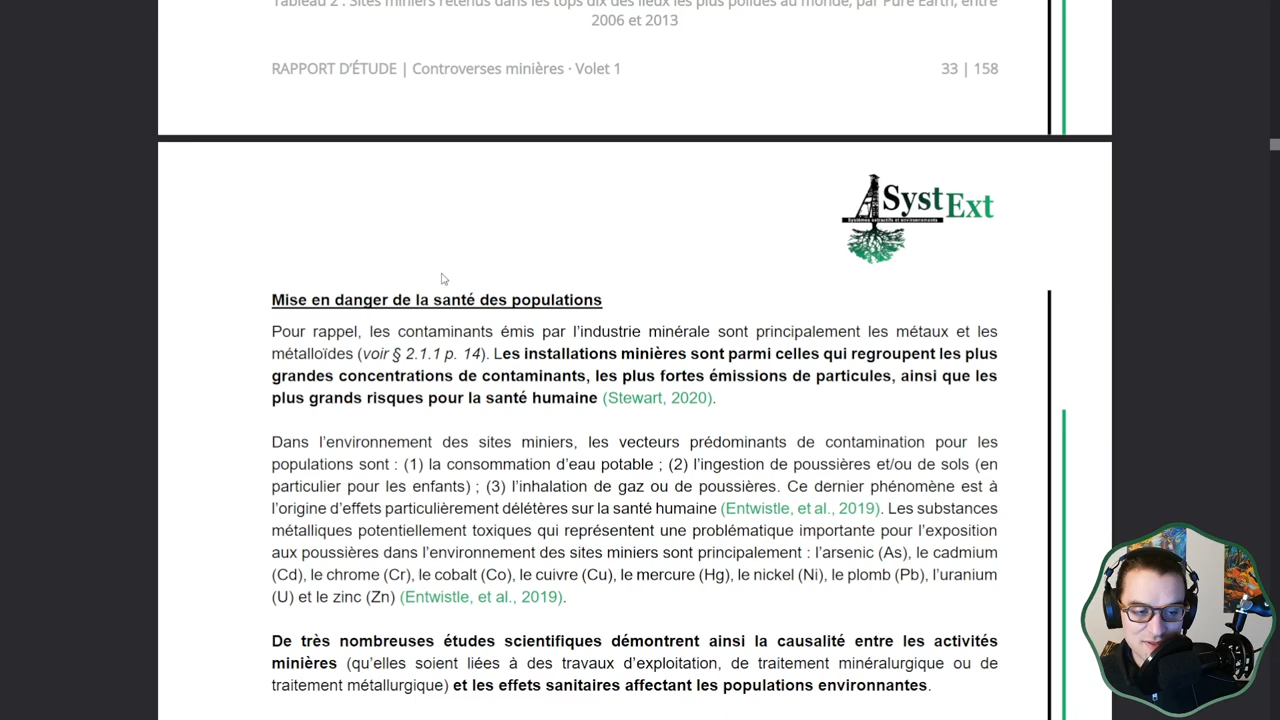 Tableau 2 : Sites miniers retenus dans les tops dix des lieux les plus pollués au monde, par Pure Earth, entre
2006 et 2013
RAPPORT D'ÉTUDE | Controverses minières · Volet 1
33 | 158
SystExt
Systèmes extractifs et environnements
Mise en danger de la santé des populations
Pour rappel, les contaminants émis par l'industrie minérale sont principalement les métaux et les
métalloïdes (voir § 2.1.1 p. 14). Les installations minières sont parmi celles qui regroupent les plus
grandes concentrations de contaminants, les plus fortes émissions de particules, ainsi que les
plus grands risques pour la santé humaine (Stewart, 2020).
Dans l'environnement des sites miniers, les vecteurs prédominants de contamination pour les
populations sont : (1) la consommation d'eau potable ; (2) l'ingestion de poussières et/ou de sols (en
particulier pour les enfants) ; (3) l'inhalation de gaz ou de poussières. Ce dernier phénomène est à
l'origine d'effets particulièrement délétères sur la santé humaine (Entwistle, et al., 2019). Les substances
métalliques potentiellement toxiques qui représentent une problématique importante pour l'exposition
aux poussières dans l'environnement des sites miniers sont principalement : l'arsenic (As), le cadmium
(Cd), le chrome (Cr), le cobalt (Co), le cuivre (Cu), le mercure (Hg), le nickel (Ni), le plomb (Pb), l'uranium
(U) et le zinc (Zn) (Entwistle, et al., 2019).
De très nombreuses études scientifiques démontrent ainsi la causalité entre les activités
minières (qu'elles soient liées à des travaux d'exploitation, de traitement minéralurgique ou de
traitement métallurgique) et les effets sanitaires affectant les populations environnantes.